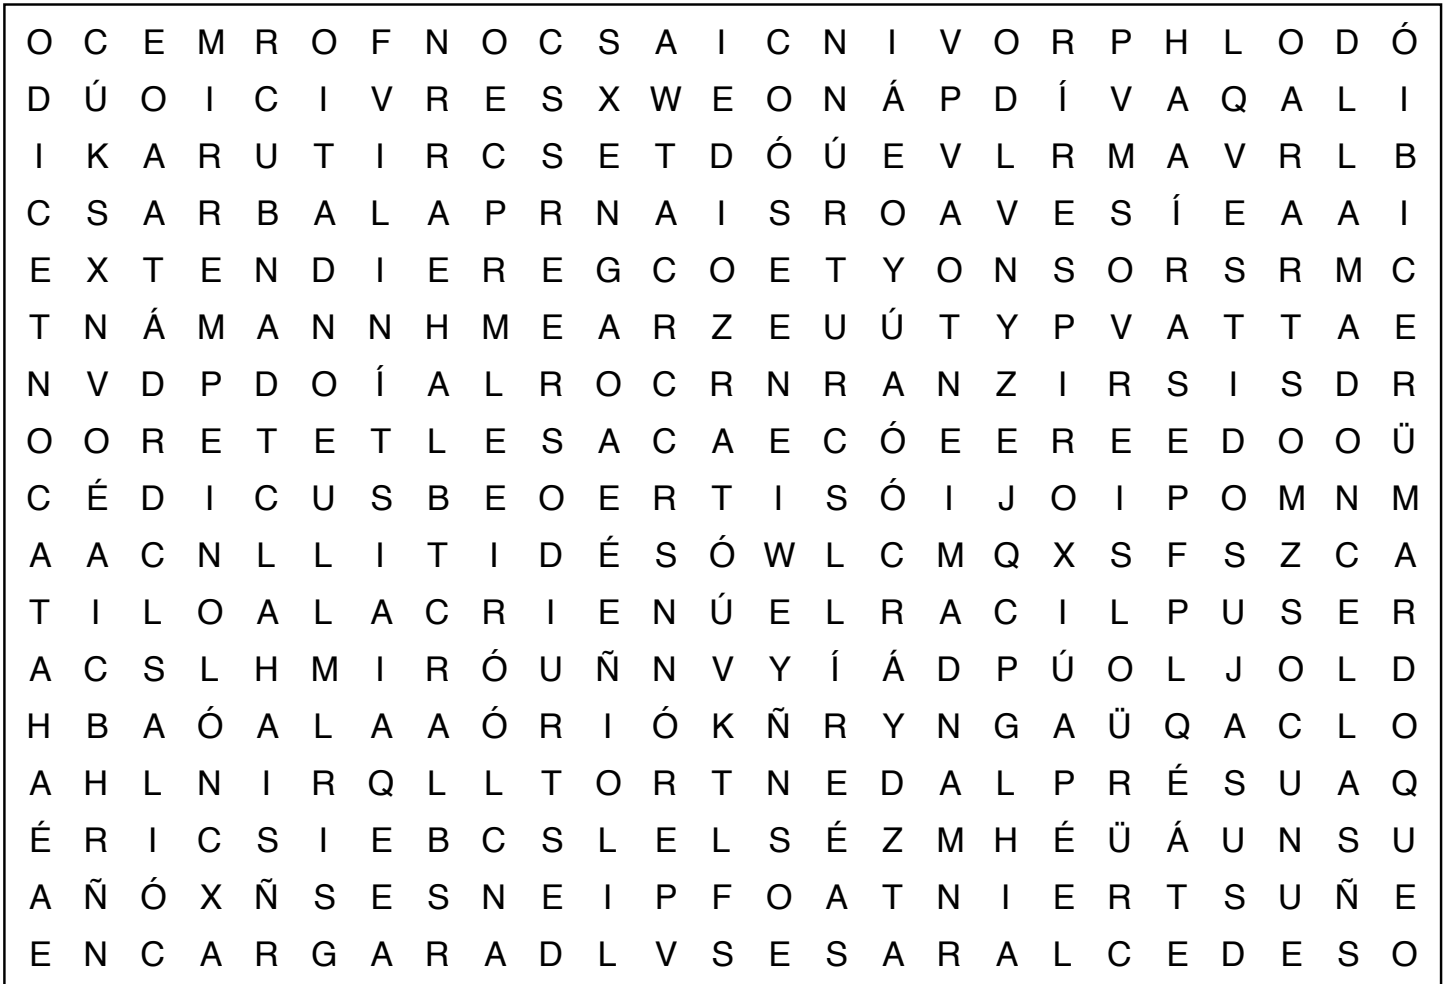 O C E M R O F N O C S A I C N I V O R P H L O D Ó
D Ú O I C I V R E S X W E O N Á P D Í V A Q A L I
I K A R U T I R C S E T D Ó Ú E V L R M A V R L B
C S A R B A L A P R N A I S R O A V E S Í E A A I
E X T E N D I E R E G C O E T Y O N S O R S R M C
T N Á M A N N H M E A R Z E U Ú T Y P V A T T A E
N V D P D O Í A L R O C R N R A N Z I R S I S D R
O O R E T E T L E S A C A E C Ó E E R E E D O O Ü
C É D I C U S B E O E R T I S Ó I J O I P O M N M
A A C N L L I T I D É S Ó W L C M Q X S F S Z C A
T I L O A L A C R I E N Ú E L R A C I L P U S E R
A C S L H M I R Ó U Ñ N V Y Í Á D P Ú O L J O L D
H B A Ó A L A A Ó R I Ó K Ñ R Y N G A Ü Q A C L O
A H L N I R Q L L T O R T N E D A L P R É S U A Q
É R I C S I E B C S L E L S É Z M H É Ü Á U N S U
A Ñ Ó X Ñ S E S N E I P F O A T N I E R T S U Ñ E
E N C A R G A R A D L V S E S A R A L C E D E S O